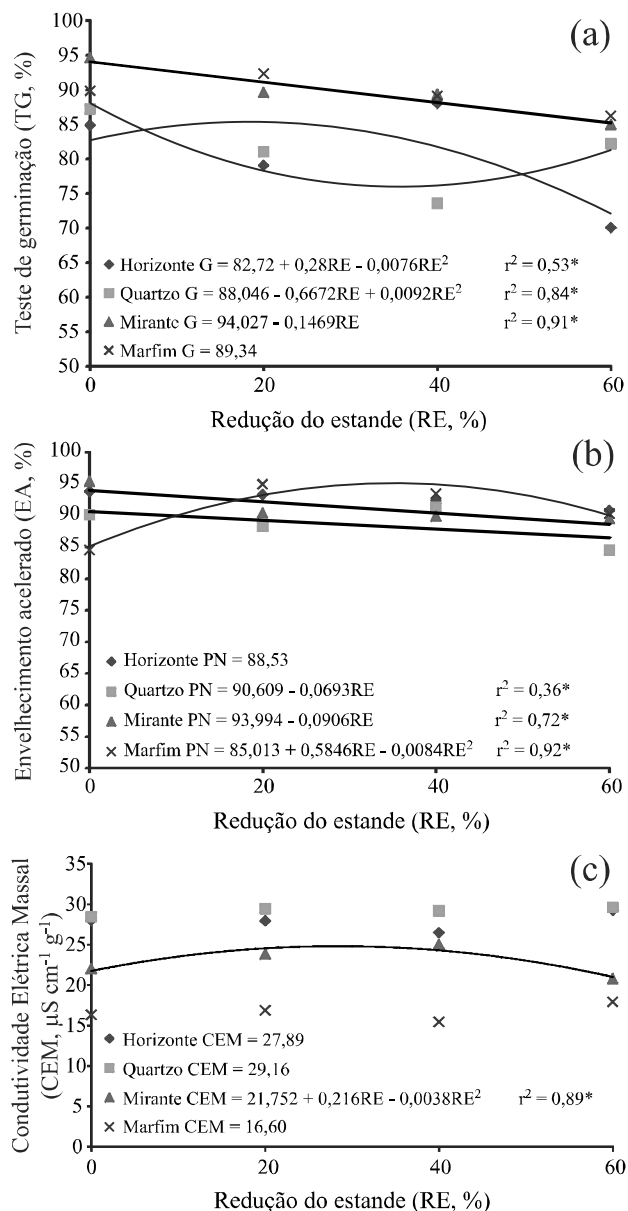 (a)
Teste de germinação (TG, %)
100
95
90
85
80
75
70
65
60
55
50
Horizonte G = 82,72 + 0,28RE - 0,0076RE² r² = 0,53*
Quartzo G = 88,046 - 0,6672RE + 0,0092RE² r² = 0,84*
Mirante G = 94,027 - 0,1469RE r² = 0,91*
Marfim G = 89,34
0 20 40 60
Redução do estande (RE, %)
(b)
Envelhecimento acelerado (EA, %)
100
95
90
85
80
75
70
65
60
55
50
Horizonte PN = 88,53
Quartzo PN = 90,609 - 0,0693RE r² = 0,36*
Mirante PN = 93,994 - 0,0906RE r² = 0,72*
Marfim PN = 85,013 + 0,5846RE - 0,0084RE² r² = 0,92*
0 20 40 60
Redução do estande (RE, %)
(c)
Condutividade Elétrica Massal
(CEM, µS cm⁻¹ g⁻¹)
35
30
25
20
15
10
5
0
Horizonte CEM = 27,89
Quartzo CEM = 29,16
Mirante CEM = 21,752 + 0,216RE - 0,0038RE² r² = 0,89*
Marfim CEM = 16,60
0 20 40 60
Redução do estande (RE, %)